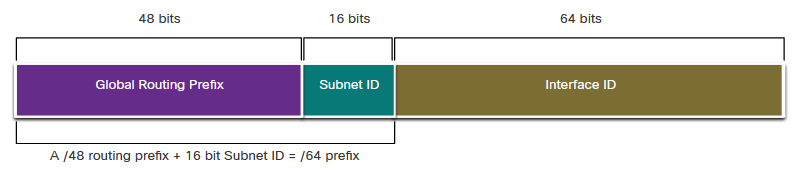 48 bits 16 bits 64 bits
Global Routing Prefix Subnet ID Interface ID
A /48 routing prefix + 16 bit Subnet ID = /64 prefix